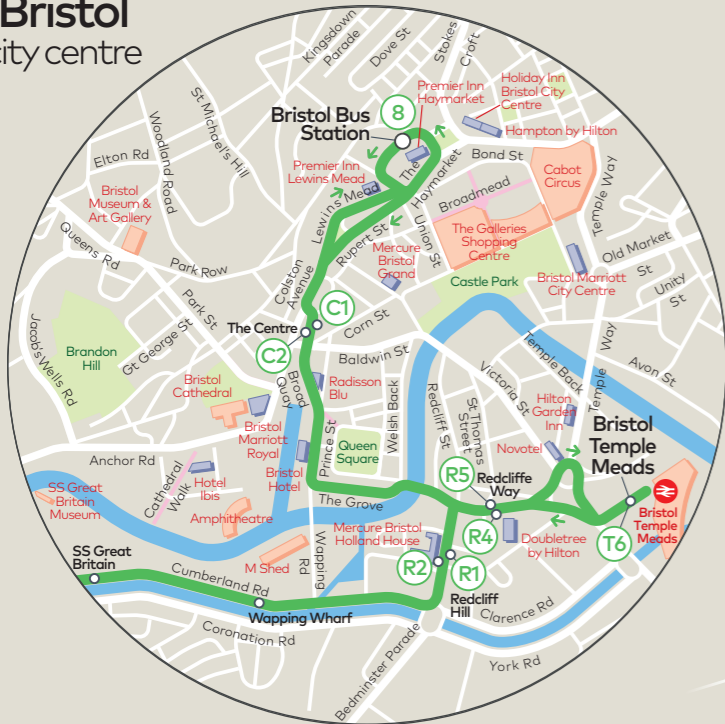 Bristol
city centre
Kingsdown
Parade
Dove St
Stokes
Croft
Premier Inn
Haymarket
Holiday Inn
Bristol City
Centre
8
Bristol Bus
Station
Hampton by Hilton
St Michael's Hill
Woodland Road
Elton Rd
Premier Inn
Lewins Mead
Lewins Mead
The
Haymarket
Bond St
Cabot
Circus
Temple Way
Broadmead
Bristol
Museum &
Art Gallery
Rupert St
Union St
The Galleries
Shopping
Centre
Queens Rd
Park Row
Mercure
Bristol
Grand
Old Market
St
Colston
Avenue
Castle Park
Bristol Marriott
City Centre
Unity
St
Park St
C1
The Centre
Corn St
Jacob's Wells Rd
Brandon
Hill
Gt George St
C2
Baldwin St
Temple Back
Temple Way
Avon St
Broad
Quay
Radisson
Blu
Victoria St
Bristol
Cathedral
Welsh Back
Redcliff St
St Thomas
Street
Hilton
Garden
Inn
Bristol
Marriott
Royal
Prince St
Queen
Square
Novotel
Bristol
Temple
Meads
Anchor Rd
Cathedral
Walk
Hotel
Ibis
Bristol
Hotel
R5
Redcliffe
Way
SS Great
Britain
Museum
Amphitheatre
The Grove
R4
Doubletree
by Hilton
T6
Bristol
Temple
Meads
Mercure Bristol
Holland House
M Shed
Wapping
Rd
R2
R1
SS Great
Britain
Cumberland Rd
Redcliff
Hill
Wapping Wharf
Clarence Rd
Coronation Rd
Bedminster Parade
York Rd